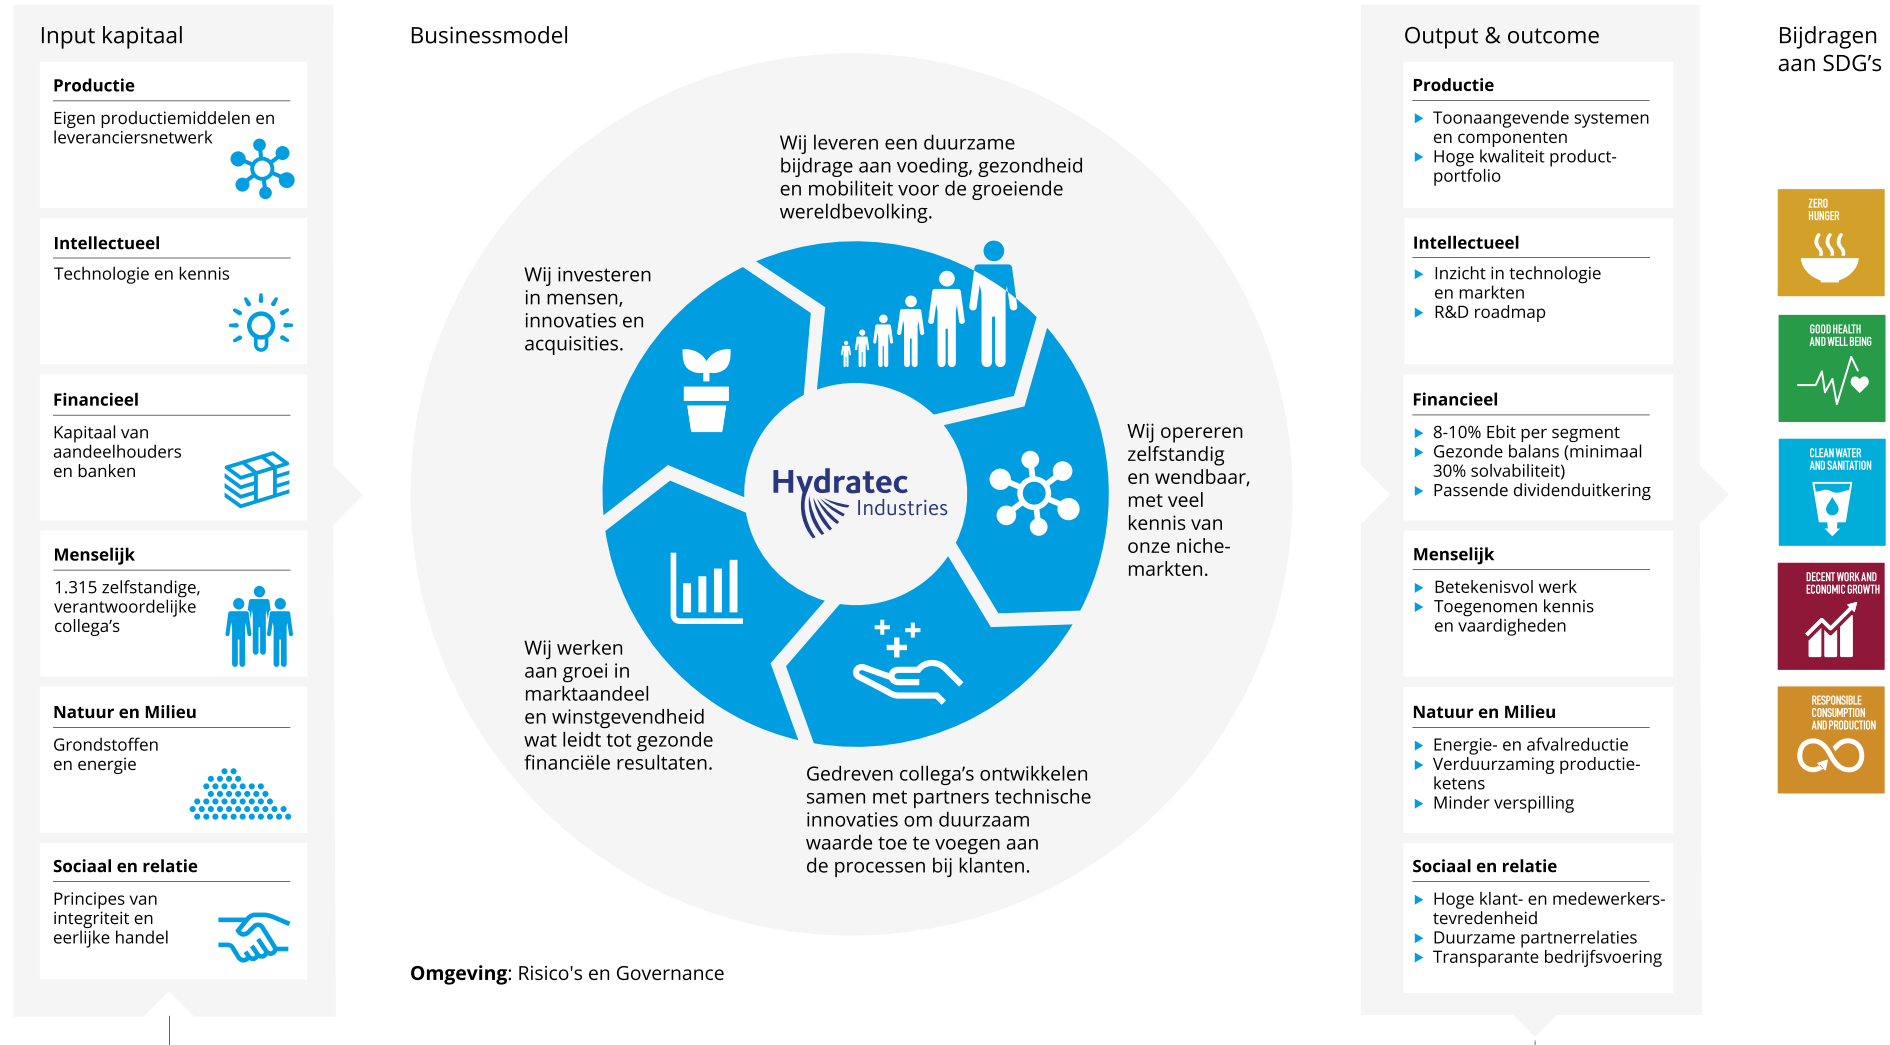 Input kapitaal
Productie
Eigen productiemiddelen en
leveranciersnetwerk
Intellectueel
Technologie en kennis
Financieel
Kapitaal van
aandeelhouders
en banken
Menselijk
1.315 zelfstandige,
verantwoordelijke
collega’s
Natuur en Milieu
Grondstoffen
en energie
Sociaal en relatie
Principes van
integriteit en
eerlijke handel
Businessmodel
Wij leveren een duurzame
bijdrage aan voeding, gezondheid
en mobiliteit voor de groeiende
wereldbevolking.
Wij investeren
in mensen,
innovaties en
acquisities.
Wij opereren
zelfstandig
en wendbaar,
met veel
kennis van
onze niche-
markten.
Hydratec
Industries
Wij werken
aan groei in
marktaandeel
en winstgevendheid
wat leidt tot gezonde
financiële resultaten.
Gedreven collega’s ontwikkelen
samen met partners technische
innovaties om duurzaam
waarde toe te voegen aan
de processen bij klanten.
Omgeving: Risico's en Governance
Output & outcome
Productie
Toonaangevende systemen
en componenten
Hoge kwaliteit product-
portfolio
Intellectueel
Inzicht in technologie
en markten
R&D roadmap
Financieel
8-10% Ebit per segment
Gezonde balans (minimaal
30% solvabiliteit)
Passende dividenduitkering
Menselijk
Betekenisvol werk
Toegenomen kennis
en vaardigheden
Natuur en Milieu
Energie- en afvalreductie
Verduurzaming productie-
ketens
Minder verspilling
Sociaal en relatie
Hoge klant- en medewerkers-
tevredenheid
Duurzame partnerrelaties
Transparante bedrijfsvoering
Bijdragen
aan SDG’s
ZERO
HUNGER
GOOD HEALTH
AND WELL BEING
CLEAN WATER
AND SANITATION
DECENT WORK AND
ECONOMIC GROWTH
RESPONSIBLE
CONSUMPTION
AND PRODUCTION